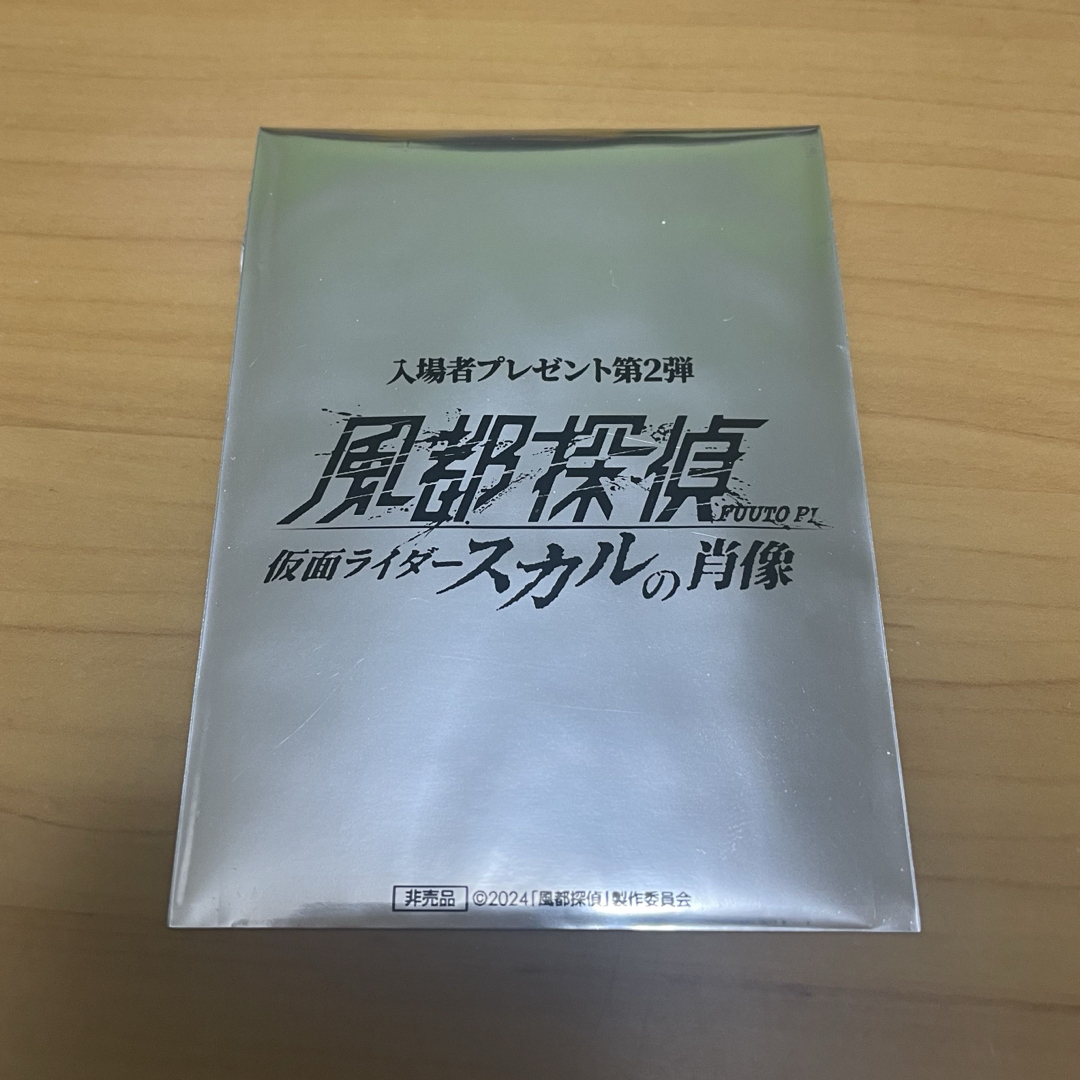 入場者プレゼント第2弾
風都探偵
FUUTO PI
仮面ライダースカルの肖像
非売品 ©2024「風都探偵」製作委員会